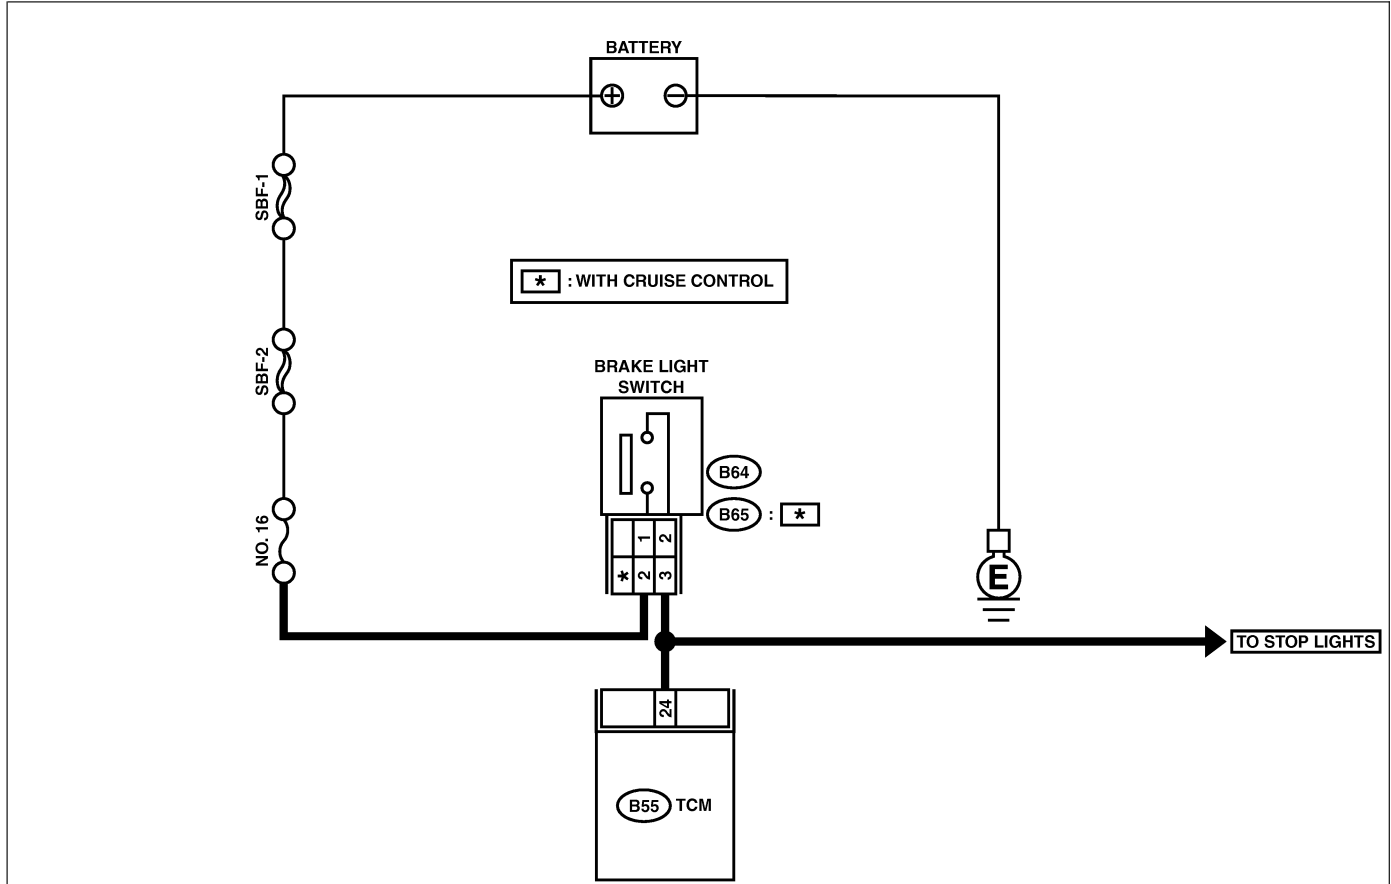 BATTERY
SBF-1
* : WITH CRUISE CONTROL
SBF-2
BRAKE LIGHT
SWITCH
B64
B65 : *
NO. 16
1 2
* 2 3
E
TO STOP LIGHTS
24
B55 TCM